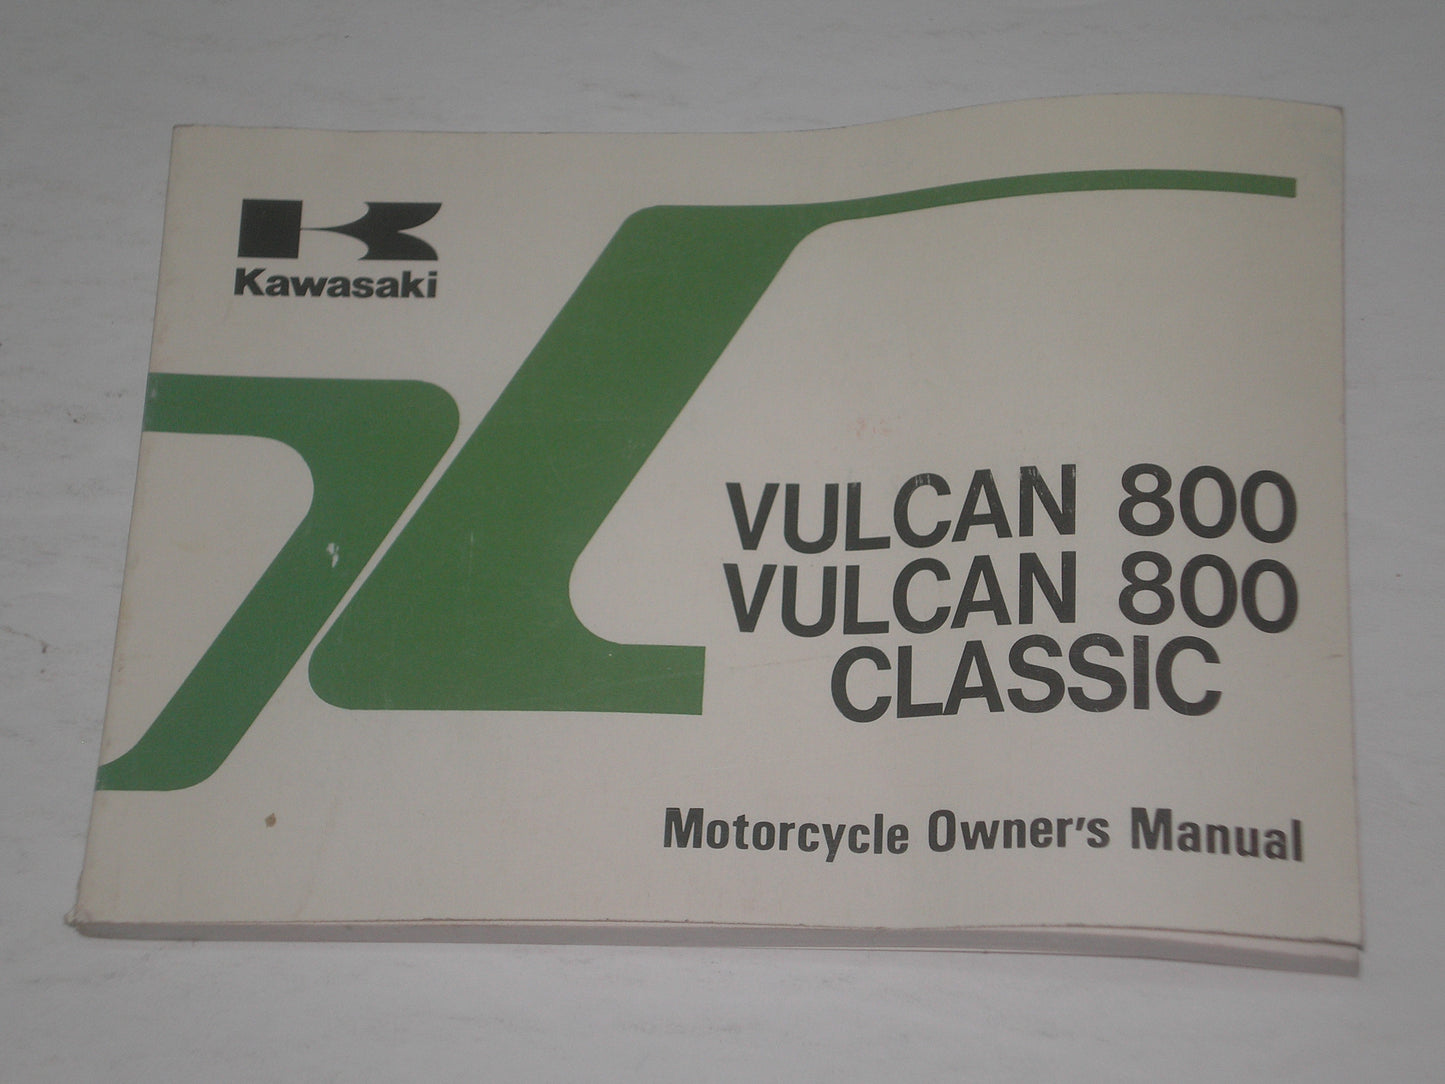 Kawasaki
VULCAN 800
VULCAN 800
CLASSIC
Motorcycle Owner's Manual